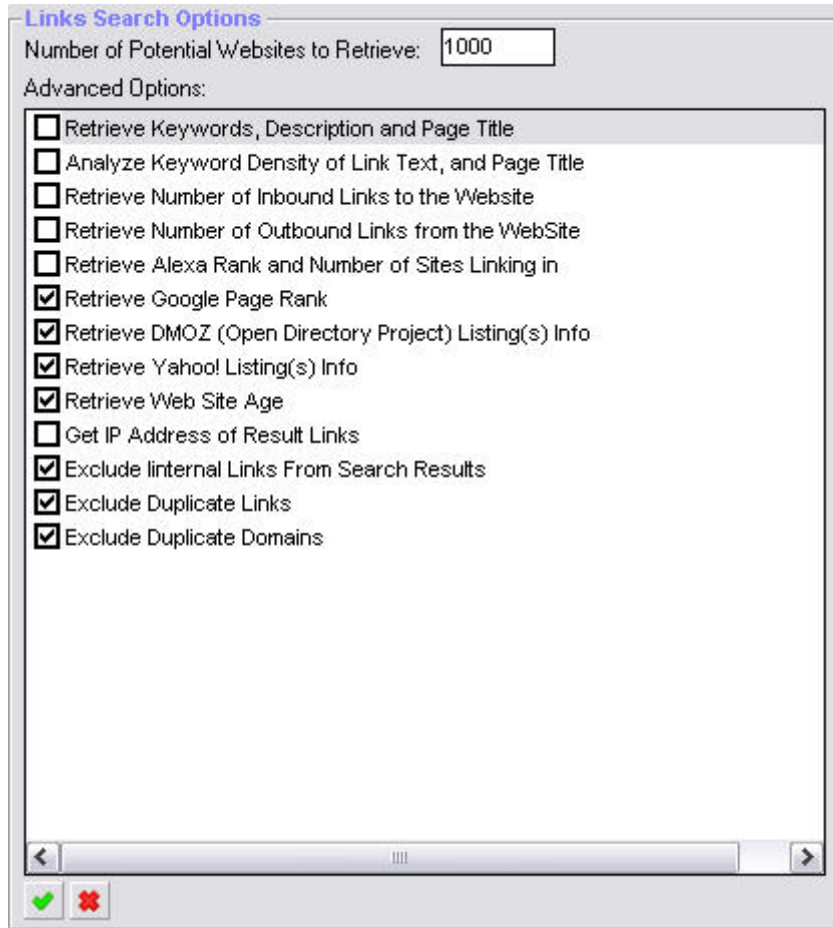 Links Search Options
Number of Potential Websites to Retrieve: 1000
Advanced Options:
Retrieve Keywords, Description and Page Title
Analyze Keyword Density of Link Text, and Page Title
Retrieve Number of Inbound Links to the Website
Retrieve Number of Outbound Links from the WebSite
Retrieve Alexa Rank and Number of Sites Linking in
Retrieve Google Page Rank
Retrieve DMOZ (Open Directory Project) Listing(s) Info
Retrieve Yahoo! Listing(s) Info
Retrieve Web Site Age
Get IP Address of Result Links
Exclude Iinternal Links From Search Results
Exclude Duplicate Links
Exclude Duplicate Domains